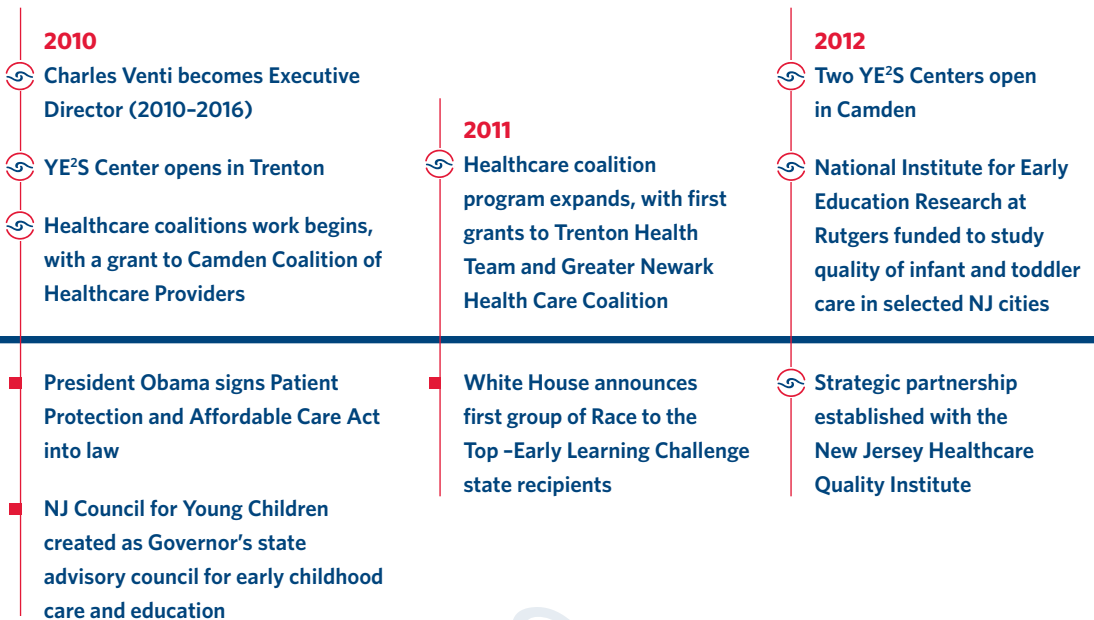 2010
Charles Venti becomes Executive
Director (2010–2016)
YE²S Center opens in Trenton
Healthcare coalitions work begins,
with a grant to Camden Coalition of
Healthcare Providers
President Obama signs Patient
Protection and Affordable Care Act
into law
NJ Council for Young Children
created as Governor's state
advisory council for early childhood
care and education
2011
Healthcare coalition
program expands, with first
grants to Trenton Health
Team and Greater Newark
Health Care Coalition
White House announces
first group of Race to the
Top –Early Learning Challenge
state recipients
2012
Two YE²S Centers open
in Camden
National Institute for Early
Education Research at
Rutgers funded to study
quality of infant and toddler
care in selected NJ cities
Strategic partnership
established with the
New Jersey Healthcare
Quality Institute